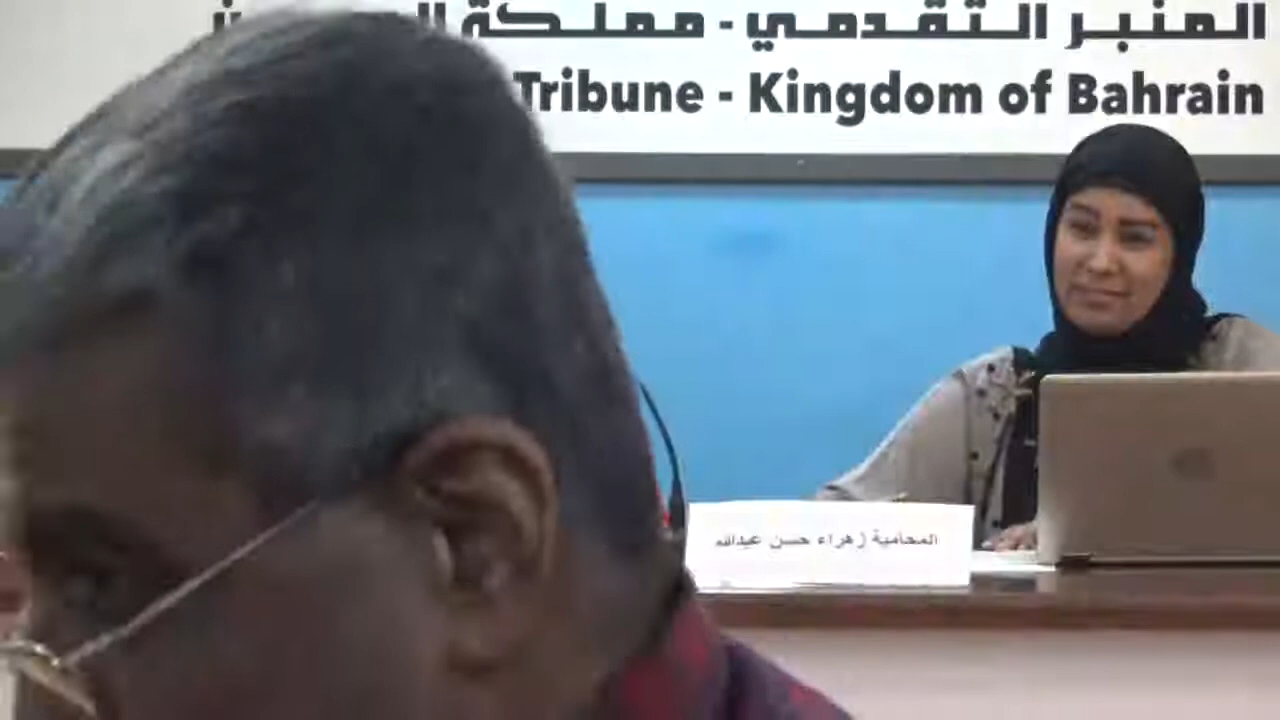 المنبر التقدمي - مملكة
Tribune - Kingdom of Bahrain
المحامية زهراء حسن عبدالله